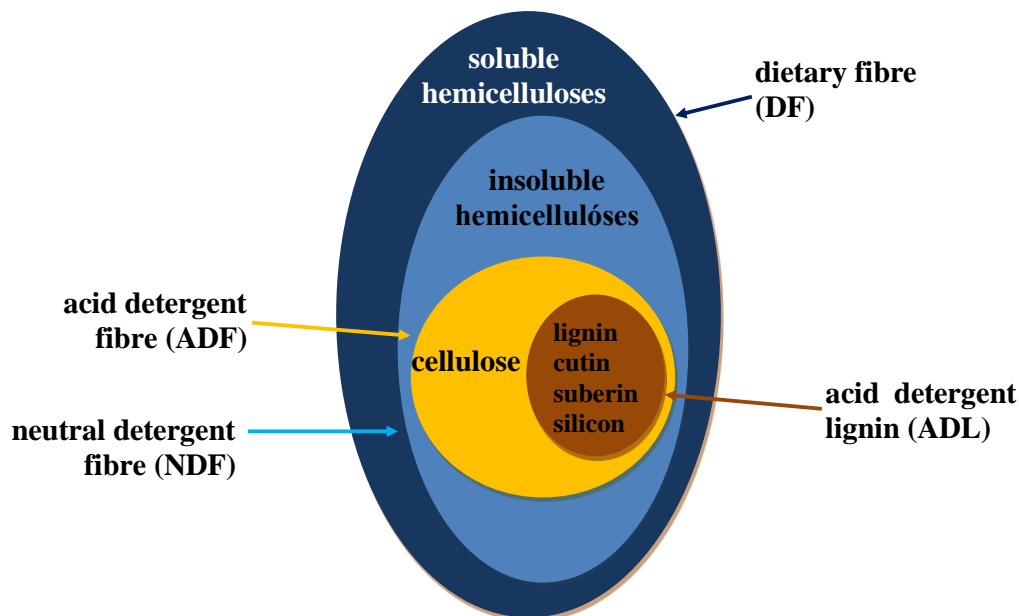 soluble
hemicelluloses
dietary fibre
(DF)
insoluble
hemicellulóses
acid detergent
fibre (ADF)
cellulose
lignin
cutin
suberin
silicon
acid detergent
lignin (ADL)
neutral detergent
fibre (NDF)